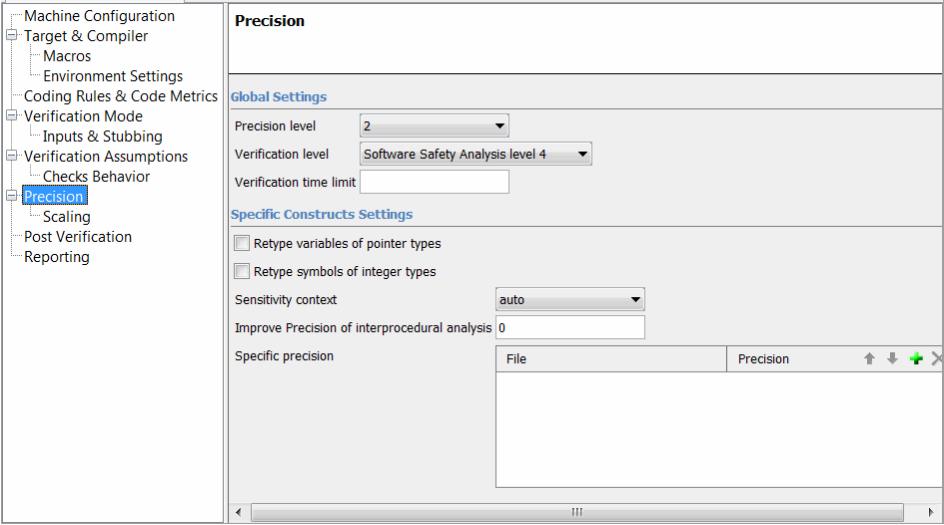 Machine Configuration
Target & Compiler
Macros
Environment Settings
Coding Rules & Code Metrics
Verification Mode
Inputs & Stubbing
Verification Assumptions
Checks Behavior
Precision
Scaling
Post Verification
Reporting
Precision
Global Settings
Precision level 2
Verification level Software Safety Analysis level 4
Verification time limit
Specific Constructs Settings
Retype variables of pointer types
Retype symbols of integer types
Sensitivity context auto
Improve Precision of interprocedural analysis 0
Specific precision File Precision